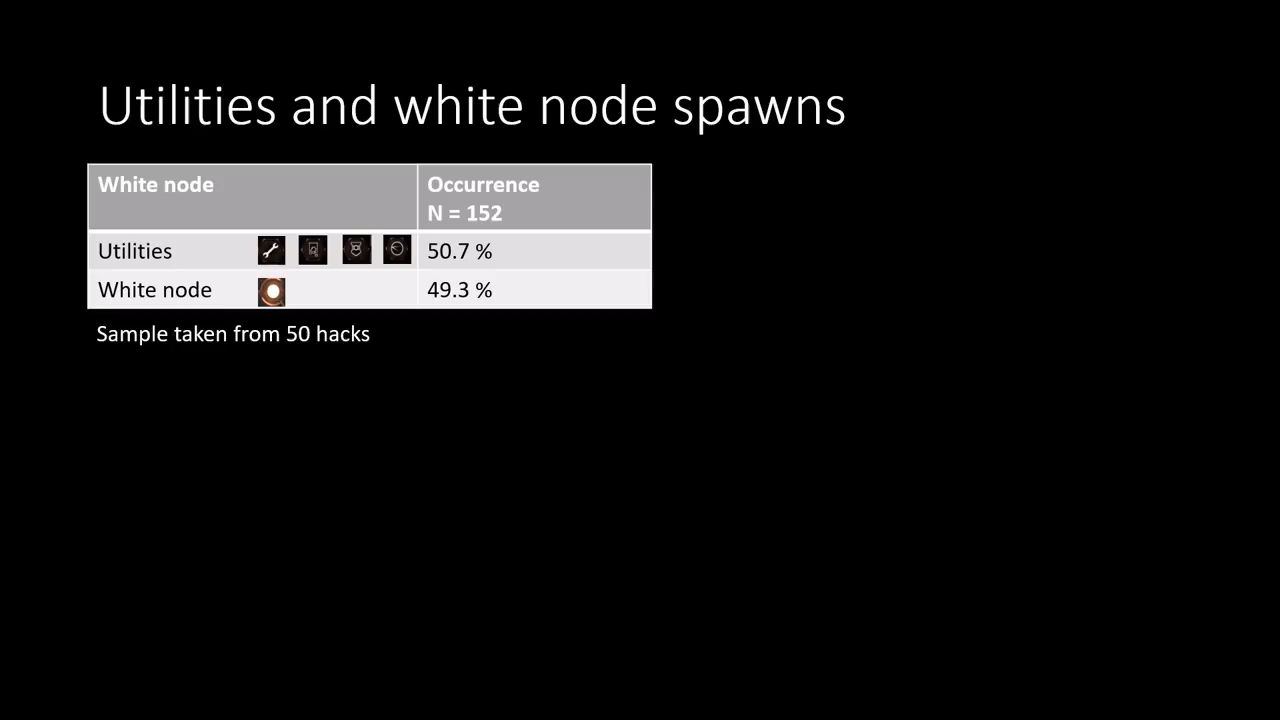 Utilities and white node spawns
White node
Occurrence
N = 152
Utilities
50.7 %
White node
49.3 %
Sample taken from 50 hacks